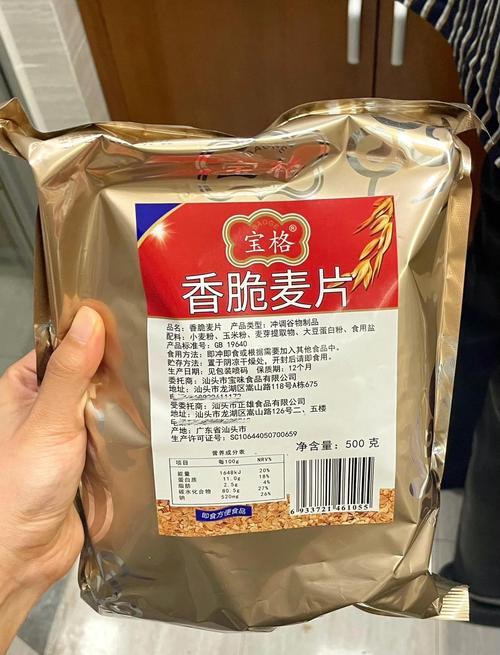 宝格
BAOGE
宝格®
香脆麦片
品名：香脆麦片 产品类型：冲调谷物制品
配料：小麦粉、玉米粉、麦芽提取物、大豆蛋白粉、食用盐
产品标准号：GB 19640
食用方法：即冲即食或根据需要加入其他食品中。
贮存方法：置于阴凉干燥处，开封后请即食用。
生产日期：见包装喷码 保质期：12个月
委托商：汕头市宝味食品有限公司
地址：汕头市龙湖区嵩山路118号A栋675
受委托商：汕头市正雄食品有限公司
地址：汕头市龙湖区嵩山路126号二、五楼
产地：广东省汕头市
生产许可证号：SC10644050700659
净含量：500 克
营养成分表
项目 每100g NRV%
能量 1648kJ 20%
蛋白质 11.0g 18%
脂肪 2.5g 4%
碳水化合物 80.5g 27%
钠 520mg 26%
即食方便食品
6 933721 461055